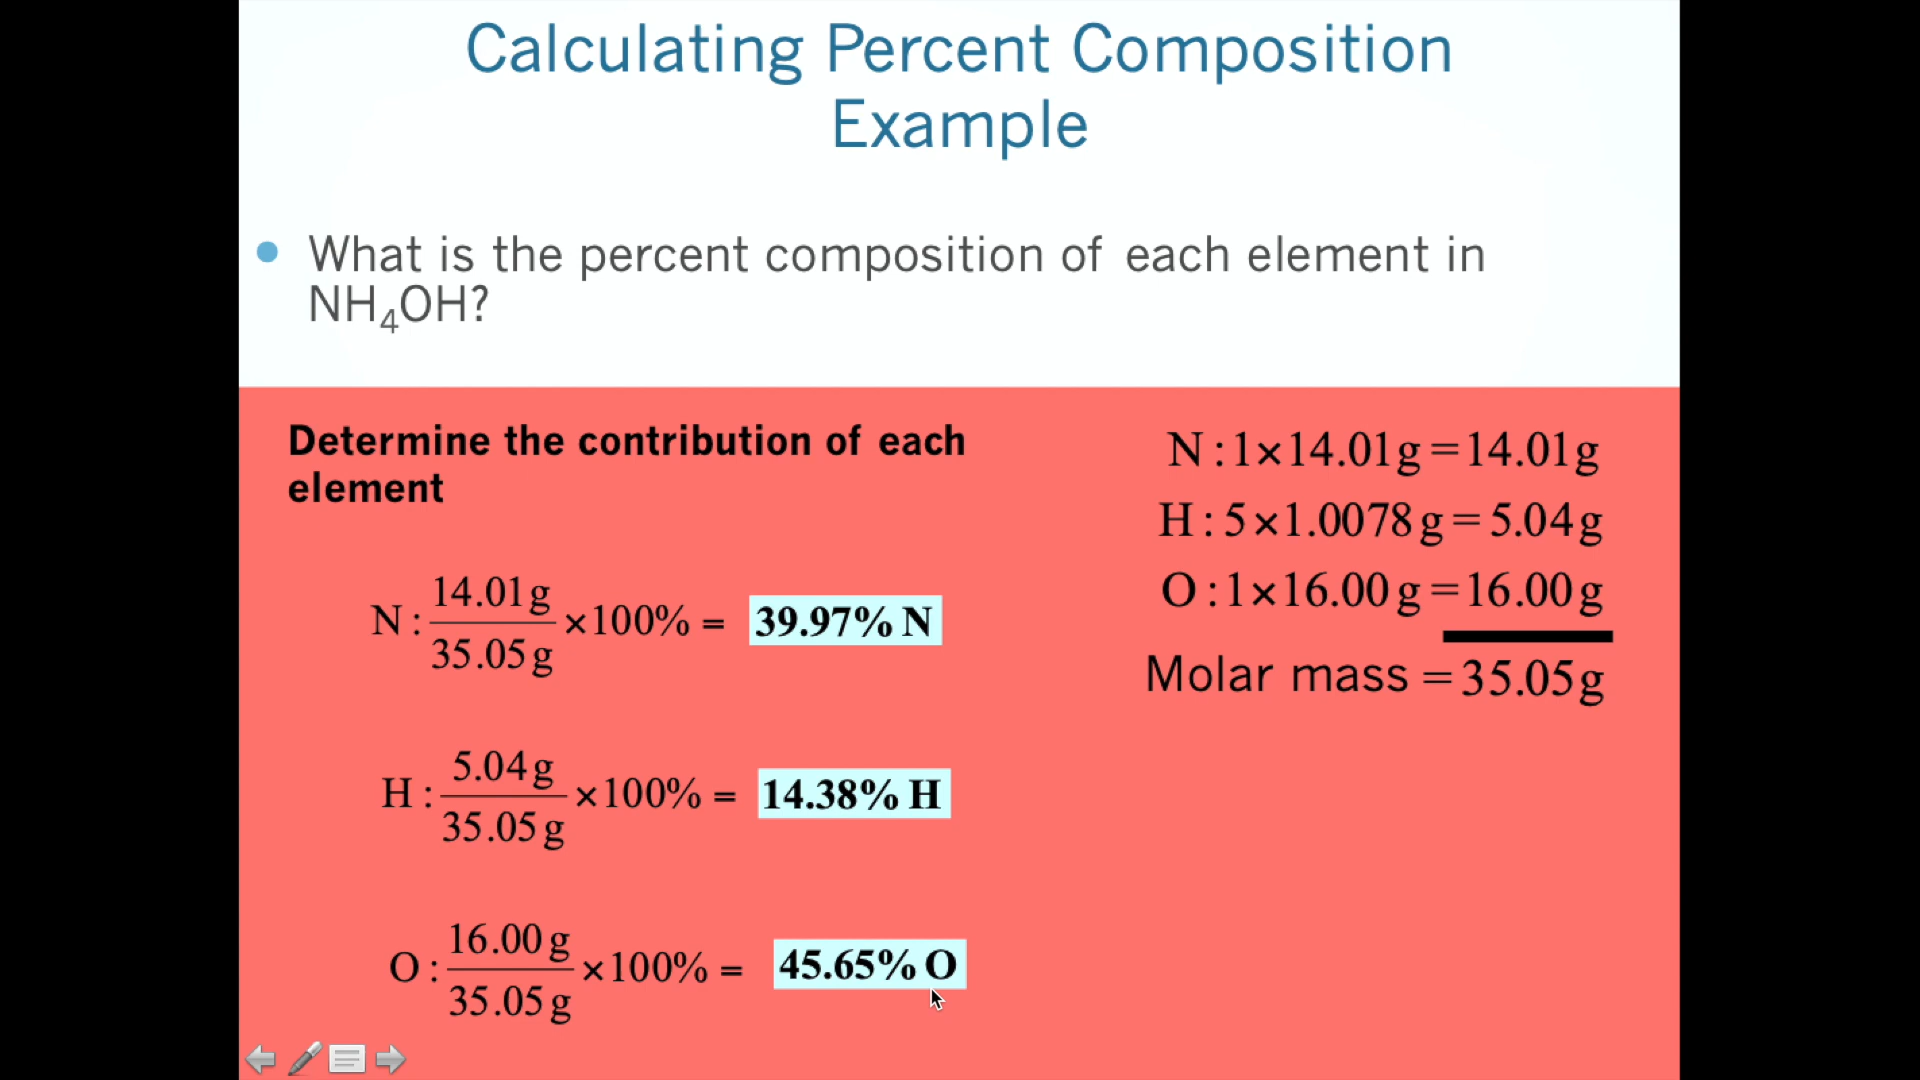 Calculating Percent Composition
Example
• What is the percent composition of each element in
NH₄OH?
Determine the contribution of each
element
N : 14.01 g / 35.05 g ×100% = 39.97% N
H : 5.04 g / 35.05 g ×100% = 14.38% H
O : 16.00 g / 35.05 g ×100% = 45.65% O
N : 1×14.01 g = 14.01 g
H : 5×1.0078 g = 5.04 g
O : 1×16.00 g = 16.00 g
Molar mass = 35.05 g